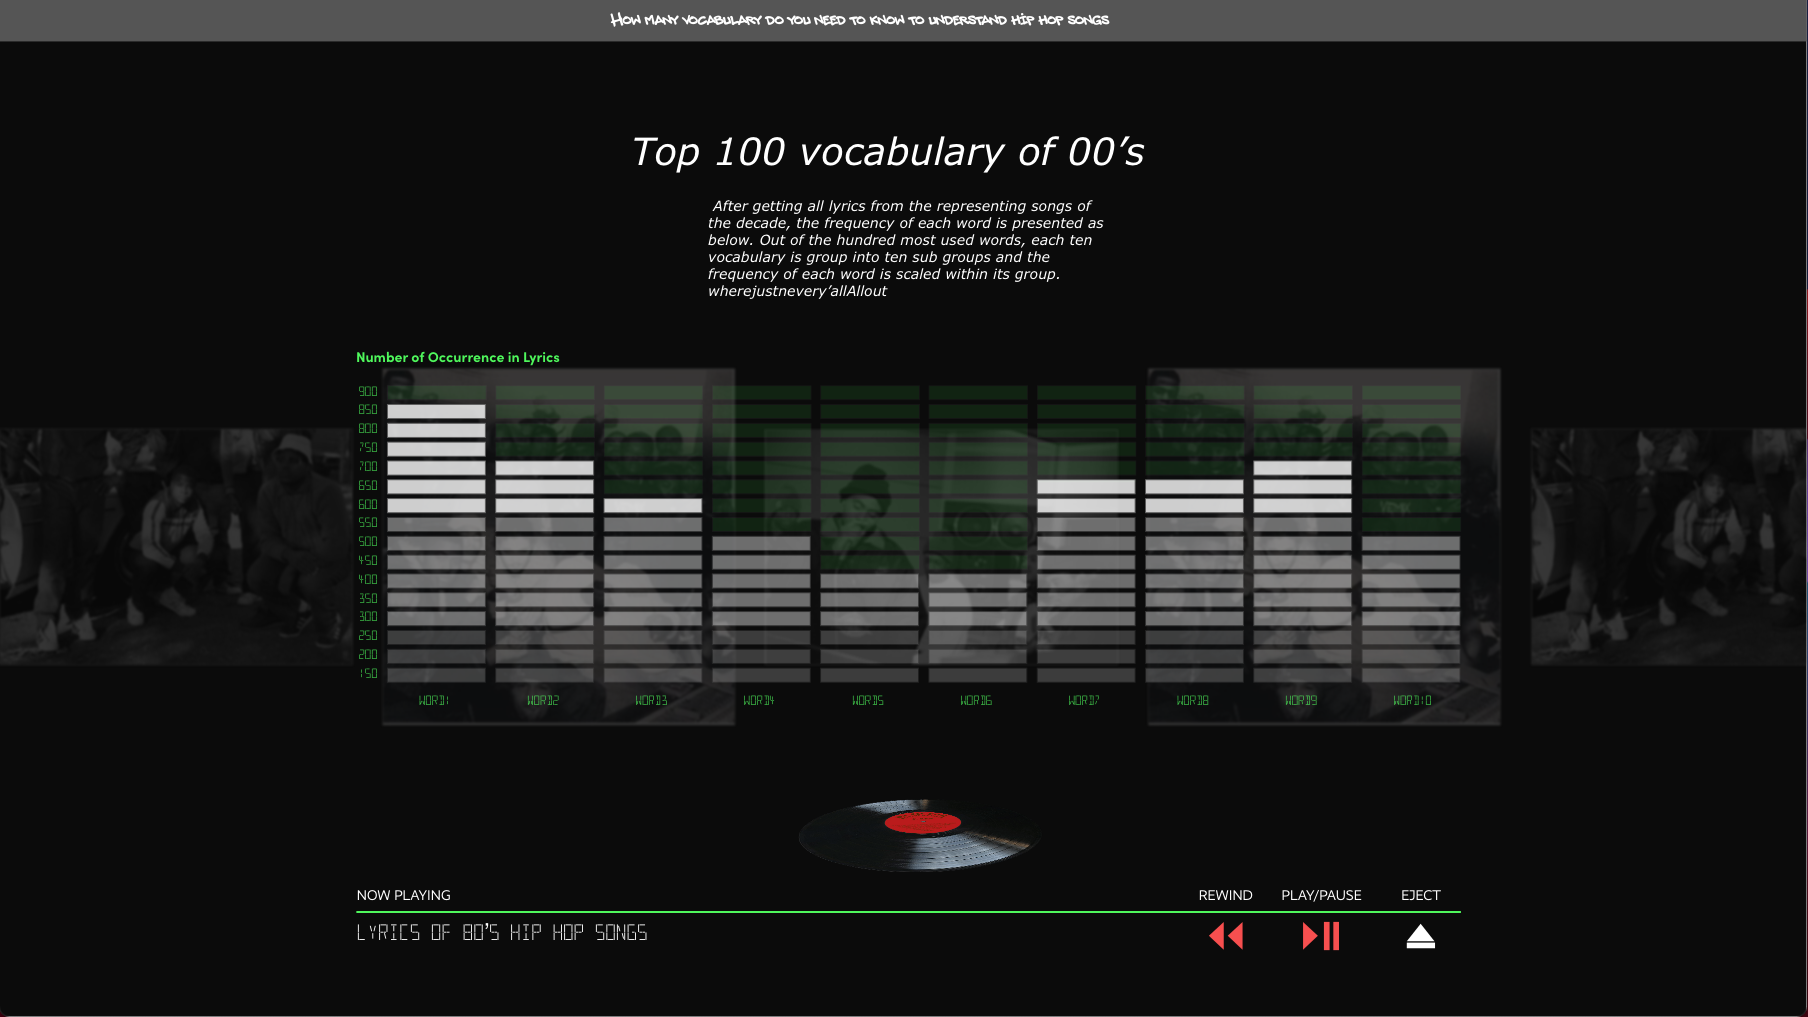 How many vocabulary do you need to know to understand hip hop songs
Top 100 vocabulary of 00's
After getting all lyrics from the representing songs of
the decade, the frequency of each word is presented as
below. Out of the hundred most used words, each ten
vocabulary is group into ten sub groups and the
frequency of each word is scaled within its group.
wherejustnevery'allAllout
Number of Occurrence in Lyrics
900
850
800
750
700
650
600
550
500
450
400
350
300
250
200
150
WORD1 WORD2 WORD3 WORD4 WORD5 WORD6 WORD7 WORD8 WORD9 WORD10
NOW PLAYING REWIND PLAY/PAUSE EJECT
LYRICS OF 80'S HIP HOP SONGS